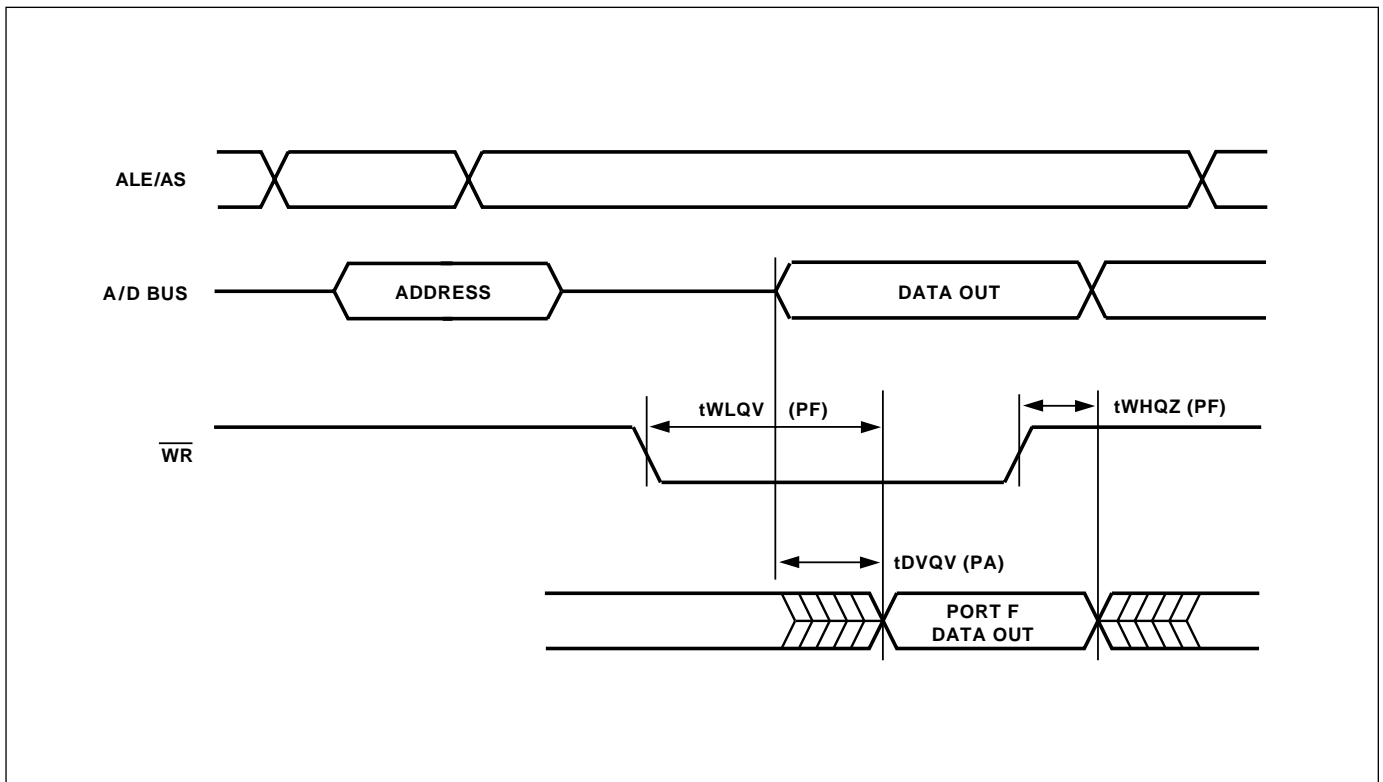 ALE/AS
A/D BUS
ADDRESS
DATA OUT
tWLQV (PF)
tWHQZ (PF)
WR
tDVQV (PA)
PORT F
DATA OUT